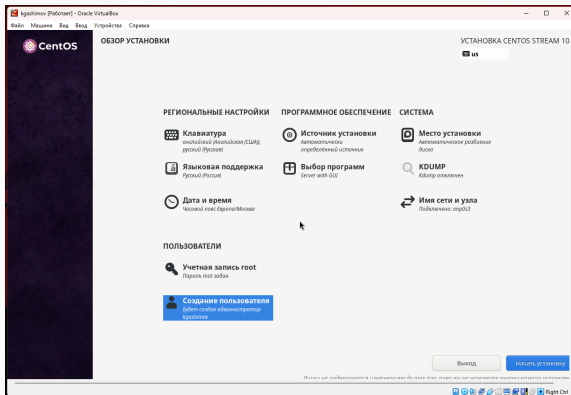 kgashimov [Работает] - Oracle VirtualBox
Файл Машина Вид Ввод Устройства Справка
CentOS
ОБЗОР УСТАНОВКИ
УСТАНОВКА CENTOS STREAM 10
us
РЕГИОНАЛЬНЫЕ НАСТРОЙКИ
Клавиатура
английский (Английская (США)),
русский (Русская)
Языковая поддержка
Русский (Россия)
Дата и время
Часовой пояс Европа/Москва
ПРОГРАММНОЕ ОБЕСПЕЧЕНИЕ
Источник установки
Автоматически
определённый источник
Выбор программ
Server with GUI
СИСТЕМА
Место установки
Автоматическое разбиение
диска
KDUMP
Kdump отключен
Имя сети и узла
Подключено: enp0s3
ПОЛЬЗОВАТЕЛИ
Учетная запись root
Пароль root задан
Создание пользователя
Будет создан администратор
kgashimov
Выход
Начать установку
Right Ctrl